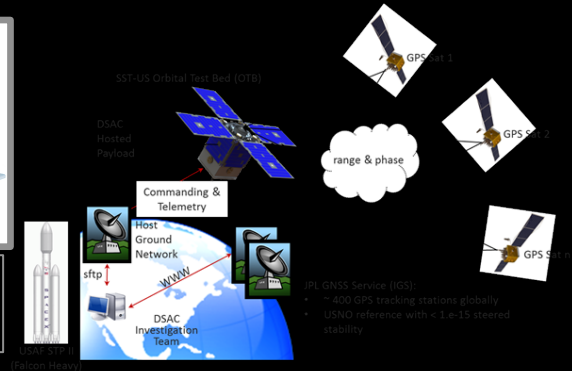 GPS Sat 1
SST-US Orbital Test Bed (OTB)
DSAC
Hosted
Payload
GPS Sat 2
range & phase
Commanding &
Telemetry
Host
Ground
Network
GPS Sat n
sftp
WWW
JPL GNSS Service (IGS):
• ~ 400 GPS tracking stations globally
• USNO reference with < 1.e-15 steered
stability
DSAC
Investigation
Team
USAF STP II
(Falcon Heavy)